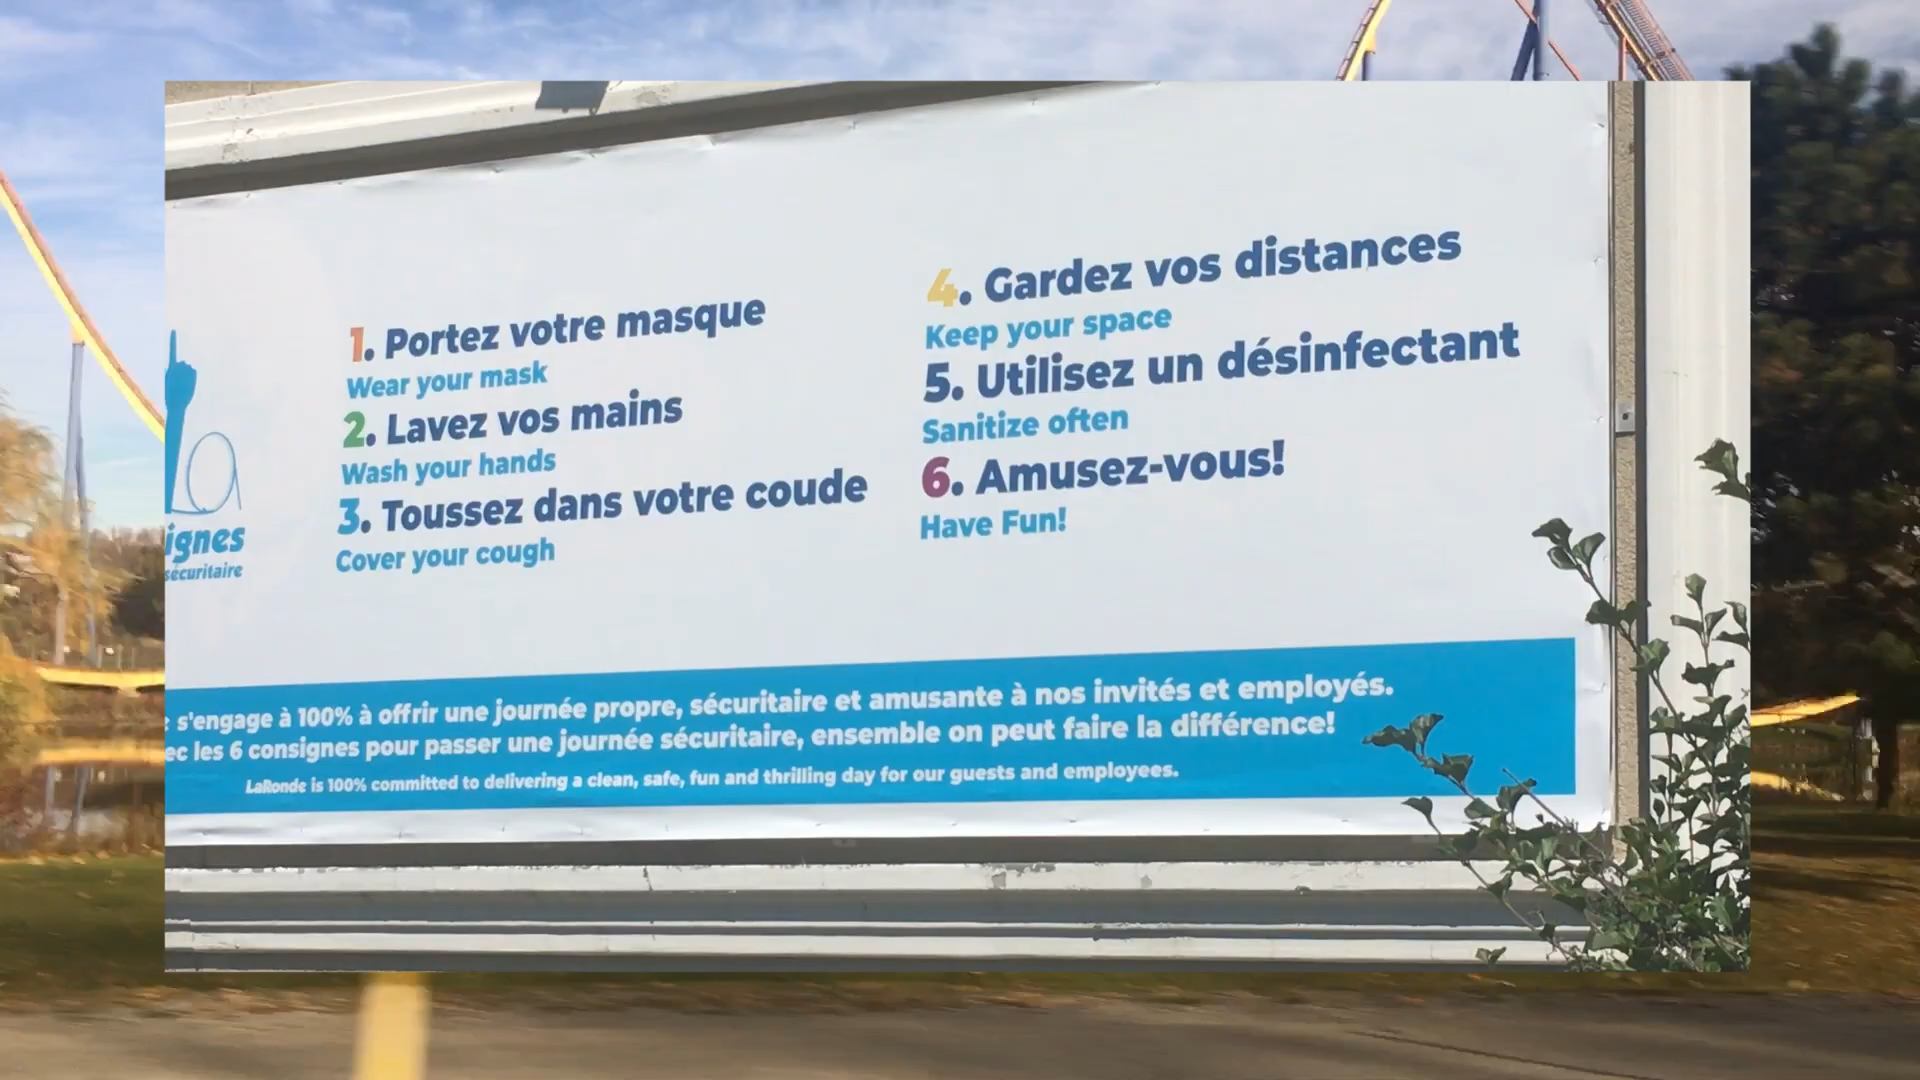 1. Portez votre masque
Wear your mask
2. Lavez vos mains
Wash your hands
3. Toussez dans votre coude
Cover your cough
4. Gardez vos distances
Keep your space
5. Utilisez un désinfectant
Sanitize often
6. Amusez-vous!
Have Fun!
ignes
sécuritaire
s'engage à 100% à offrir une journée propre, sécuritaire et amusante à nos invités et employés.
ec les 6 consignes pour passer une journée sécuritaire, ensemble on peut faire la différence!
LaRonde is 100% committed to delivering a clean, safe, fun and thrilling day for our guests and employees.